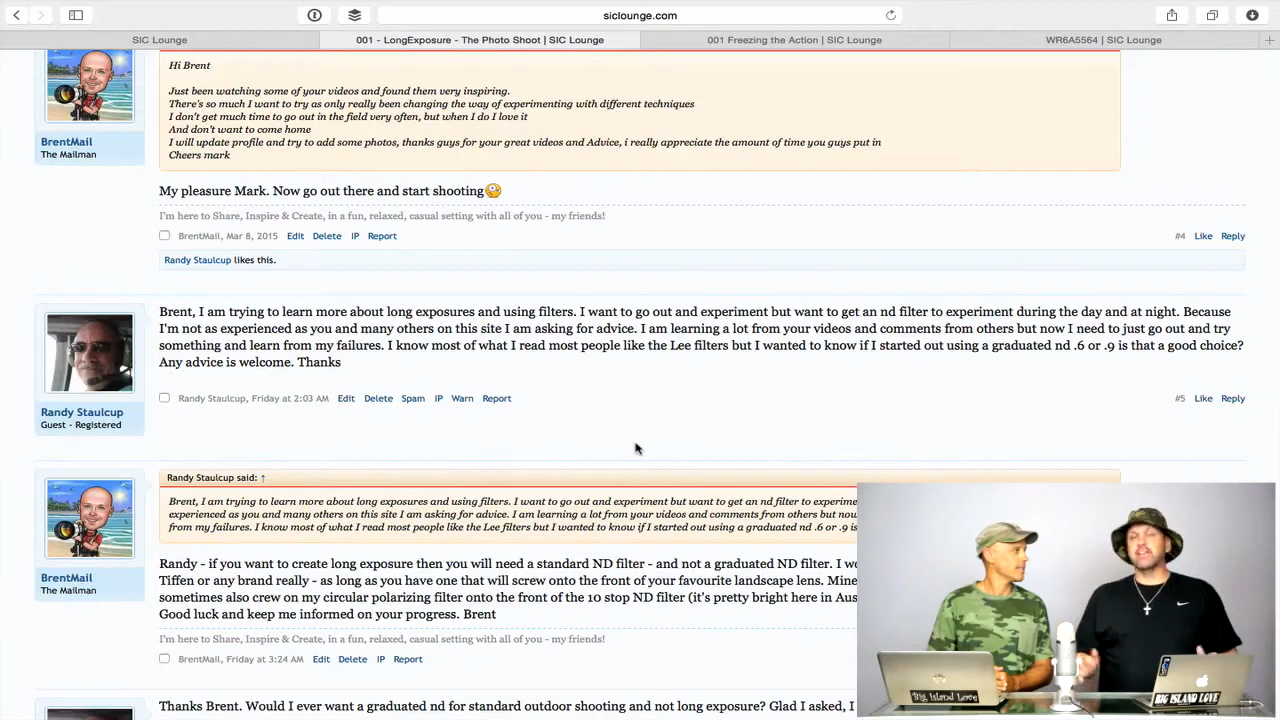 siclounge.com
SIC Lounge
001 - LongExposure - The Photo Shoot | SIC Lounge
001 Freezing the Action | SIC Lounge
WR6A5564 | SIC Lounge
BrentMail
The Mailman
Hi Brent
Just been watching some of your videos and found them very inspiring.
There's so much I want to try as only really been changing the way of experimenting with different techniques
I don't get much time to go out in the field very often, but when I do I love it
And don't want to come home
I will update profile and try to add some photos, thanks guys for your great videos and Advice, i really appreciate the amount of time you guys put in
Cheers mark
My pleasure Mark. Now go out there and start shooting
I'm here to Share, Inspire & Create, in a fun, relaxed, casual setting with all of you - my friends!
BrentMail, Mar 8, 2015 Edit Delete IP Report #4 Like Reply
Randy Staulcup likes this.
Randy Staulcup
Guest - Registered
Brent, I am trying to learn more about long exposures and using filters. I want to go out and experiment but want to get an nd filter to experiment during the day and at night. Because
I'm not as experienced as you and many others on this site I am asking for advice. I am learning a lot from your videos and comments from others but now I need to just go out and try
something and learn from my failures. I know most of what I read most people like the Lee filters but I wanted to know if I started out using a graduated nd .6 or .9 is that a good choice?
Any advice is welcome. Thanks
Randy Staulcup, Friday at 2:03 AM Edit Delete Spam IP Warn Report #5 Like Reply
BrentMail
The Mailman
Randy Staulcup said: ↑
Brent, I am trying to learn more about long exposures and using filters. I want to go out and experiment but want to get an nd filter to experime
experienced as you and many others on this site I am asking for advice. I am learning a lot from your videos and comments from others but now
from my failures. I know most of what I read most people like the Lee filters but I wanted to know if I started out using a graduated nd .6 or .9 is
Randy - if you want to create long exposure then you will need a standard ND filter - and not a graduated ND filter. I wo
Tiffen or any brand really - as long as you have one that will screw onto the front of your favourite landscape lens. Mine
sometimes also crew on my circular polarizing filter onto the front of the 10 stop ND filter (it's pretty bright here in Aus
Good luck and keep me informed on your progress. Brent
I'm here to Share, Inspire & Create, in a fun, relaxed, casual setting with all of you - my friends!
BrentMail, Friday at 3:24 AM Edit Delete IP Report
Thanks Brent. Would I ever want a graduated nd for standard outdoor shooting and not long exposure? Glad I asked, I
Big Island Love
BIG ISLAND LOVE